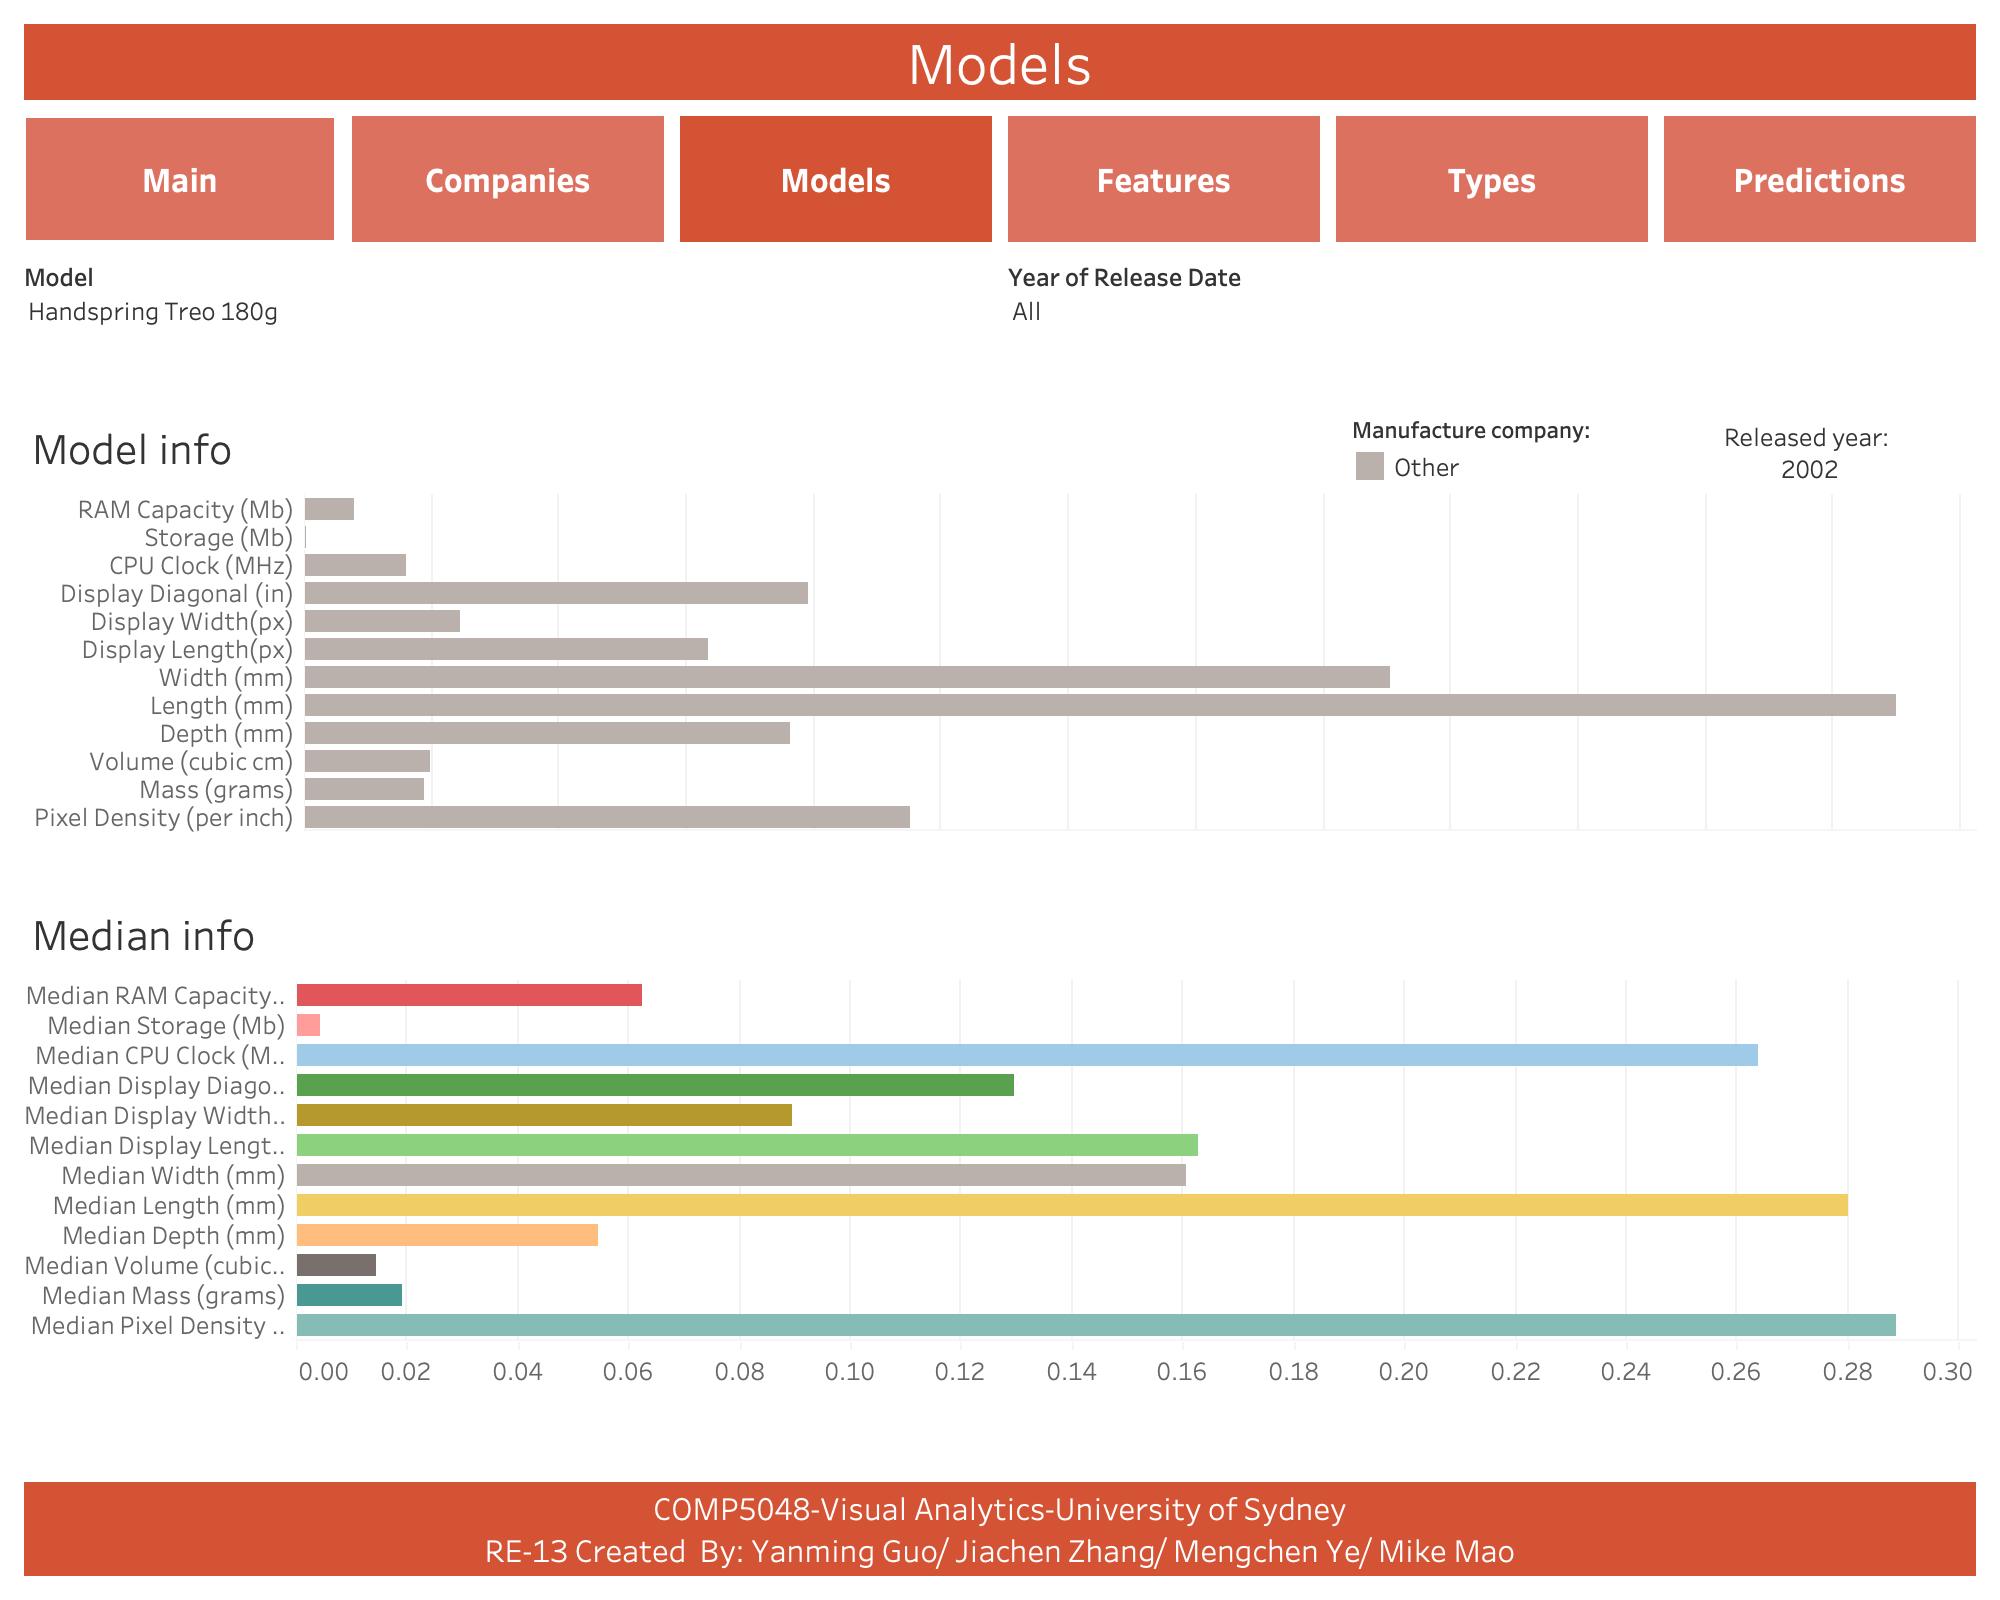 Models
Main
Companies
Models
Features
Types
Predictions
Model
Handspring Treo 180g
Year of Release Date
All
Model info
Manufacture company:
Other
Released year:
2002
RAM Capacity (Mb)
Storage (Mb)
CPU Clock (MHz)
Display Diagonal (in)
Display Width(px)
Display Length(px)
Width (mm)
Length (mm)
Depth (mm)
Volume (cubic cm)
Mass (grams)
Pixel Density (per inch)
Median info
Median RAM Capacity..
Median Storage (Mb)
Median CPU Clock (M..
Median Display Diago..
Median Display Width..
Median Display Lengt..
Median Width (mm)
Median Length (mm)
Median Depth (mm)
Median Volume (cubic..
Median Mass (grams)
Median Pixel Density ..
0.00 0.02 0.04 0.06 0.08 0.10 0.12 0.14 0.16 0.18 0.20 0.22 0.24 0.26 0.28 0.30
COMP5048-Visual Analytics-University of Sydney
RE-13 Created  By: Yanming Guo/ Jiachen Zhang/ Mengchen Ye/ Mike Mao